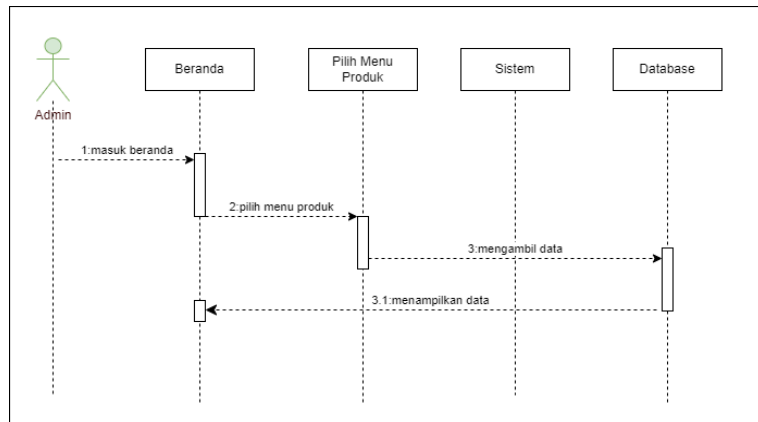 Beranda
Pilih Menu
Produk
Sistem
Database
Admin
1:masuk beranda
2:pilih menu produk
3:mengambil data
3.1:menampilkan data